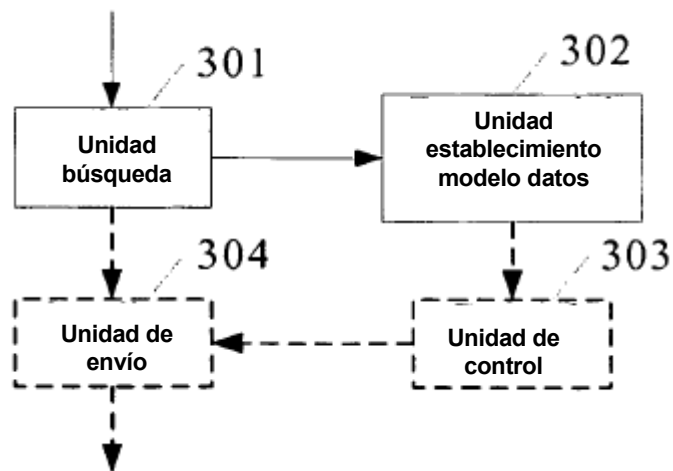 301
Unidad
búsqueda
302
Unidad
establecimiento
modelo datos
304
Unidad de
envío
303
Unidad de
control